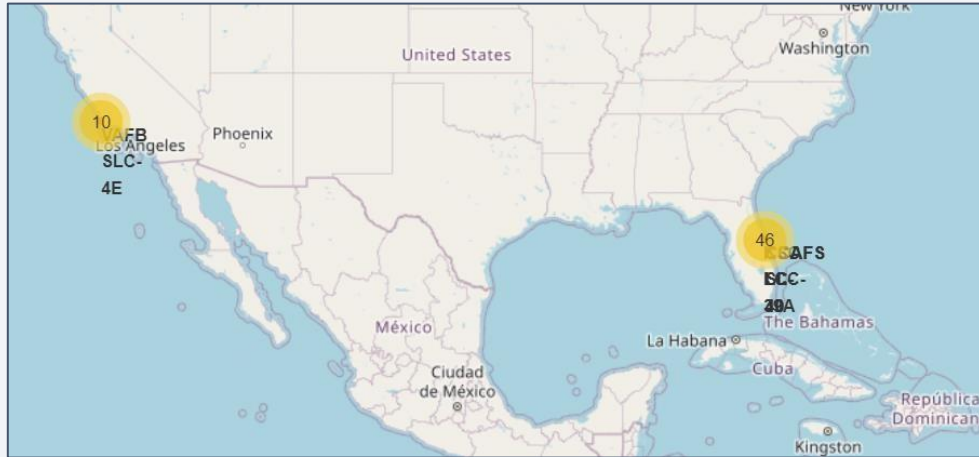 New York
Washington
United States
10
VAFB
Los Angeles
SLC-
4E
Phoenix
46
The Bahamas
México
La Habana
Cuba
Ciudad
de México
República
Dominican
Kingston